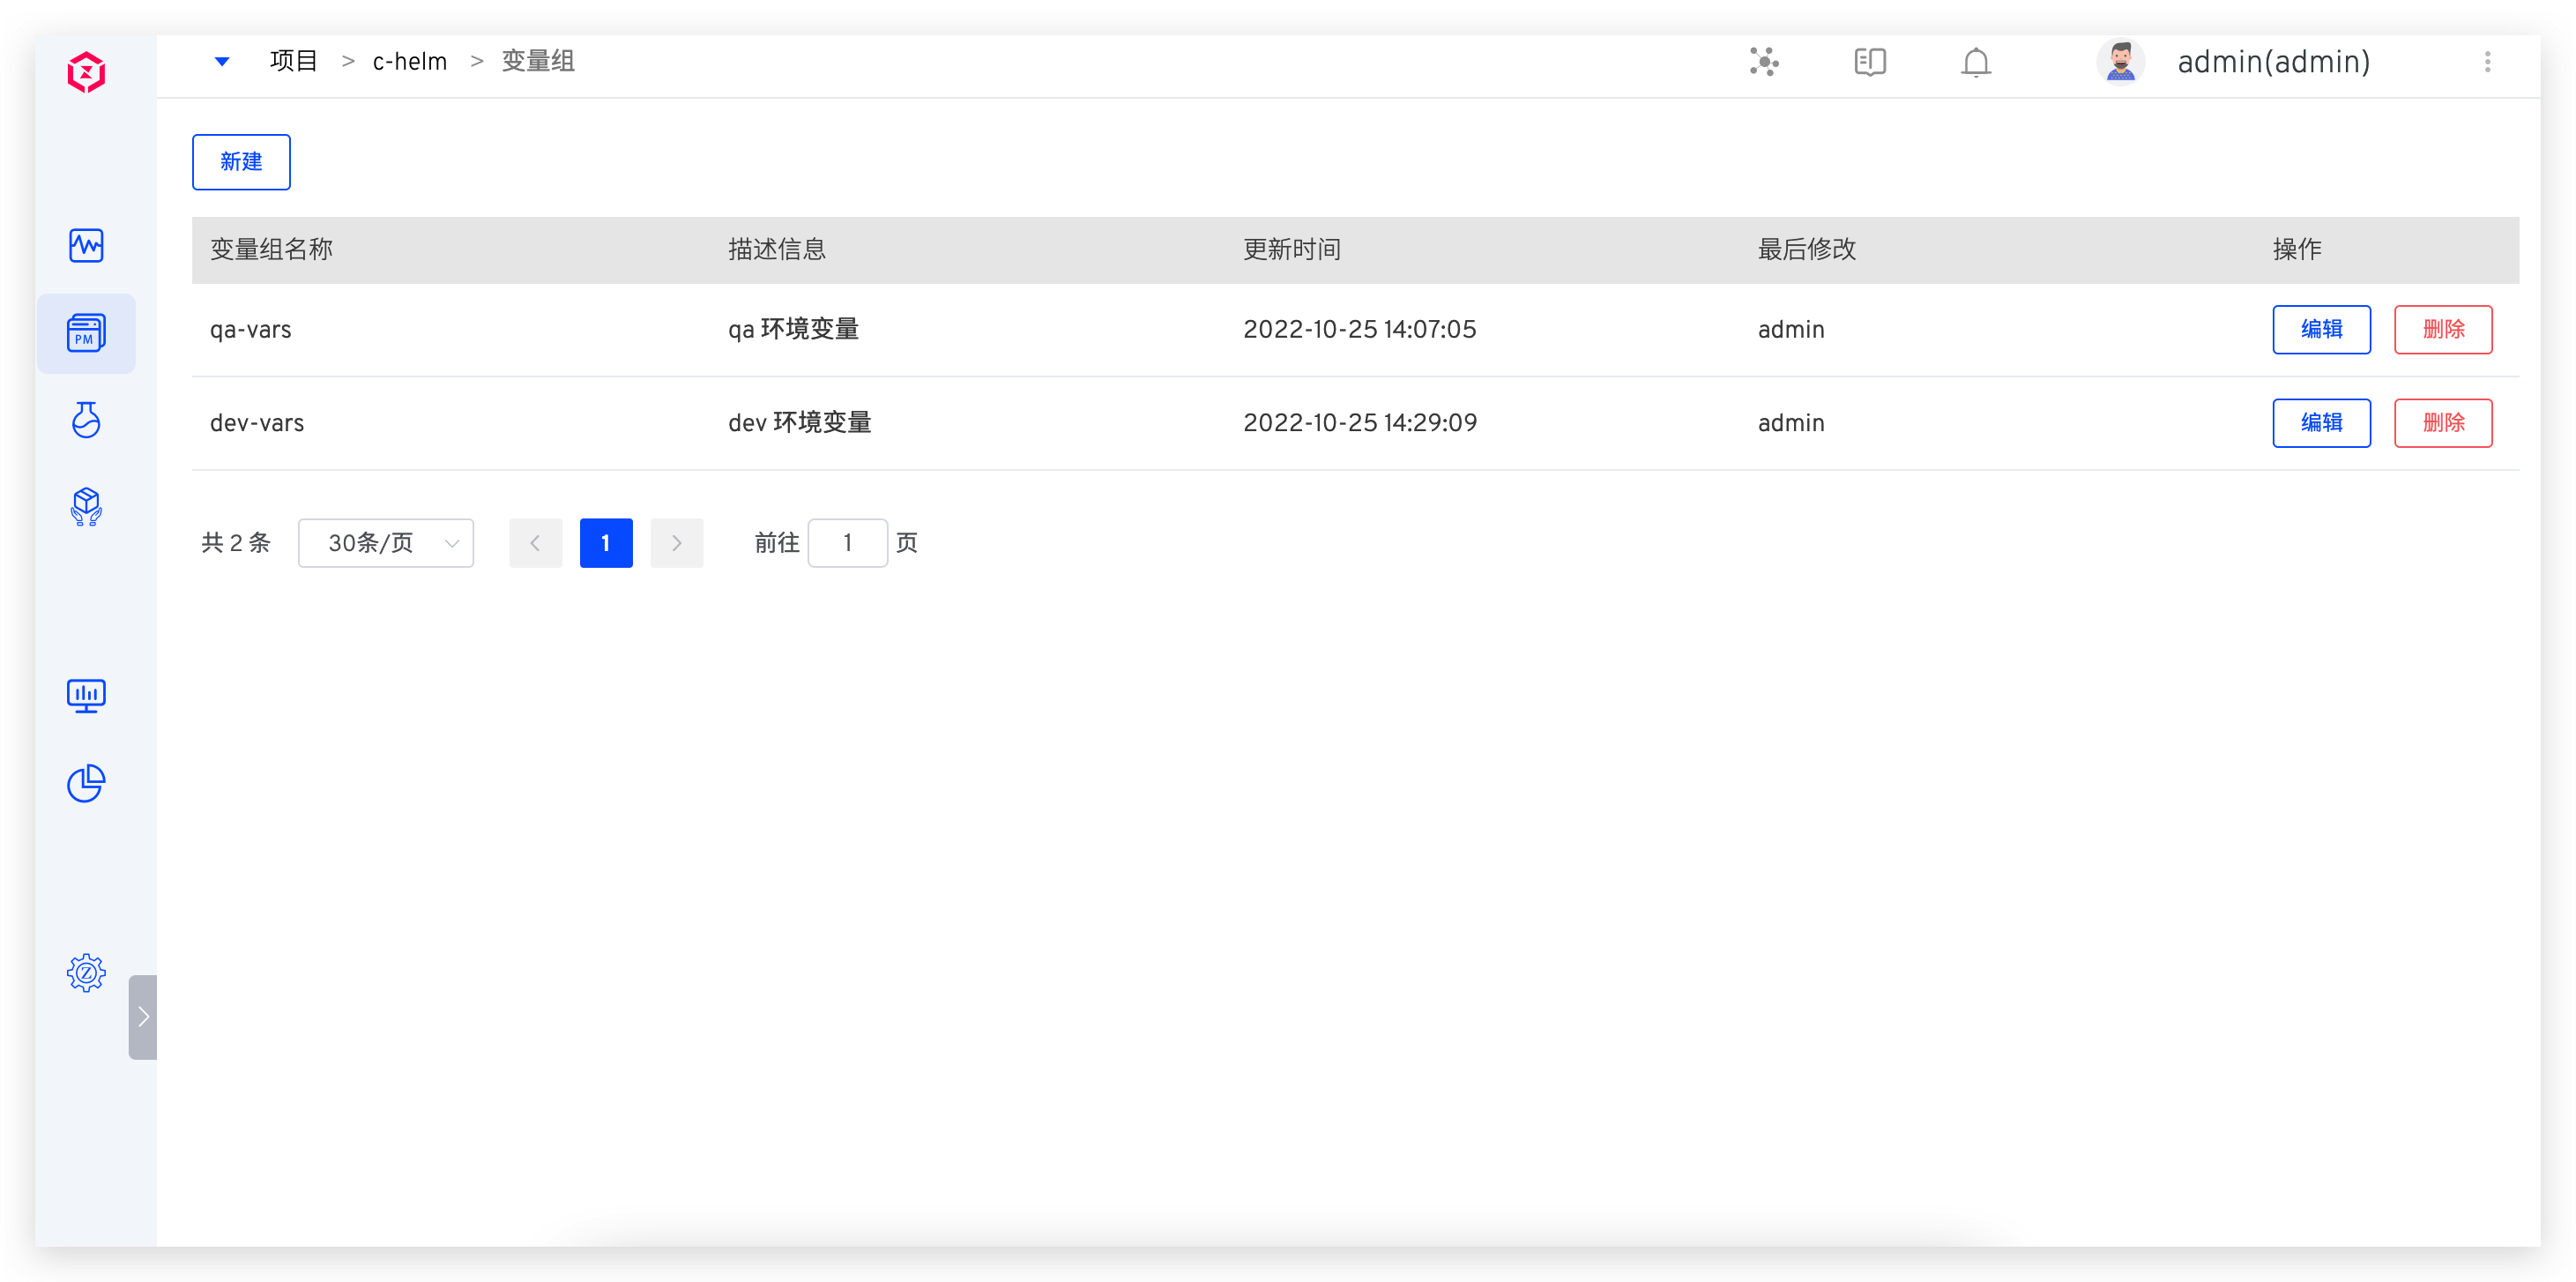 项目 > c-helm > 变量组 admin(admin)
新建
变量组名称 描述信息 更新时间 最后修改 操作
PM
qa-vars qa 环境变量 2022-10-25 14:07:05 admin 编辑 删除
dev-vars dev 环境变量 2022-10-25 14:29:09 admin 编辑 删除
共 2 条 30条/页 1 前往 1 页
Z